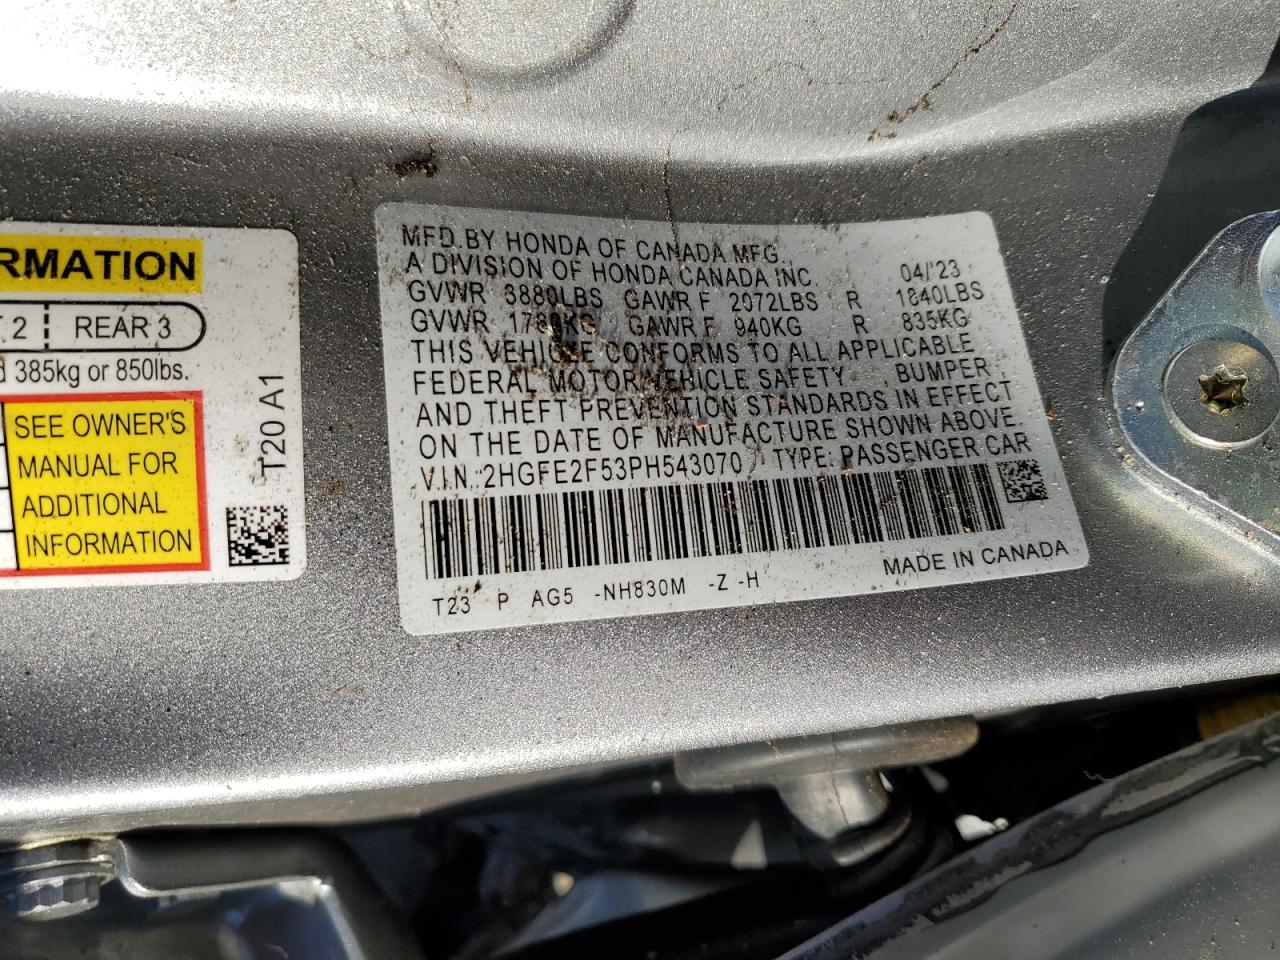 RMATION
2 REAR 3
385kg or 850lbs.
SEE OWNER'S
MANUAL FOR
ADDITIONAL
INFORMATION
T20 A1
MFD.BY HONDA OF CANADA MFG.,
A DIVISION OF HONDA CANADA INC. 04/'23
GVWR 3880LBS GAWR F 2072LBS R 1840LBS
GVWR 1760KG GAWR F 940KG R 835KG
THIS VEHICLE CONFORMS TO ALL APPLICABLE
FEDERAL MOTOR VEHICLE SAFETY , BUMPER ,
AND THEFT PREVENTION STANDARDS IN EFFECT
ON THE DATE OF MANUFACTURE SHOWN ABOVE.
V.I.N.:2HGFE2F53PH543070 TYPE: PASSENGER CAR
T23 P AG5 -NH830M -Z -H
MADE IN CANADA